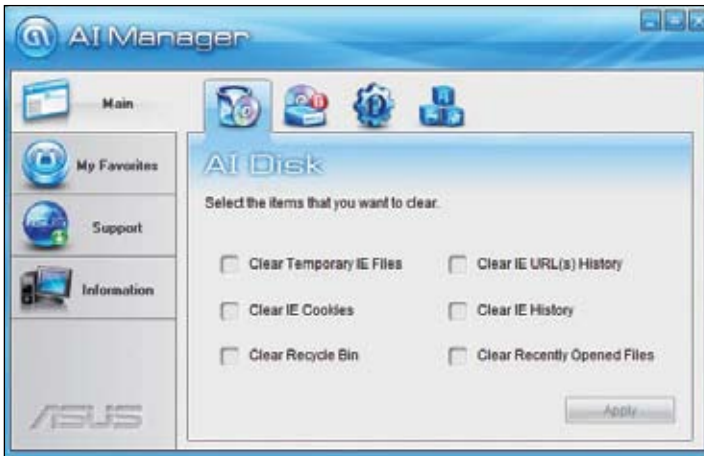 AI Manager
Main
My Favorites
Support
Information
ASUS
AI Disk
Select the items that you want to clear.
Clear Temporary IE Files
Clear IE URL(s) History
Clear IE Cookies
Clear IE History
Clear Recycle Bin
Clear Recently Opened Files
Apply